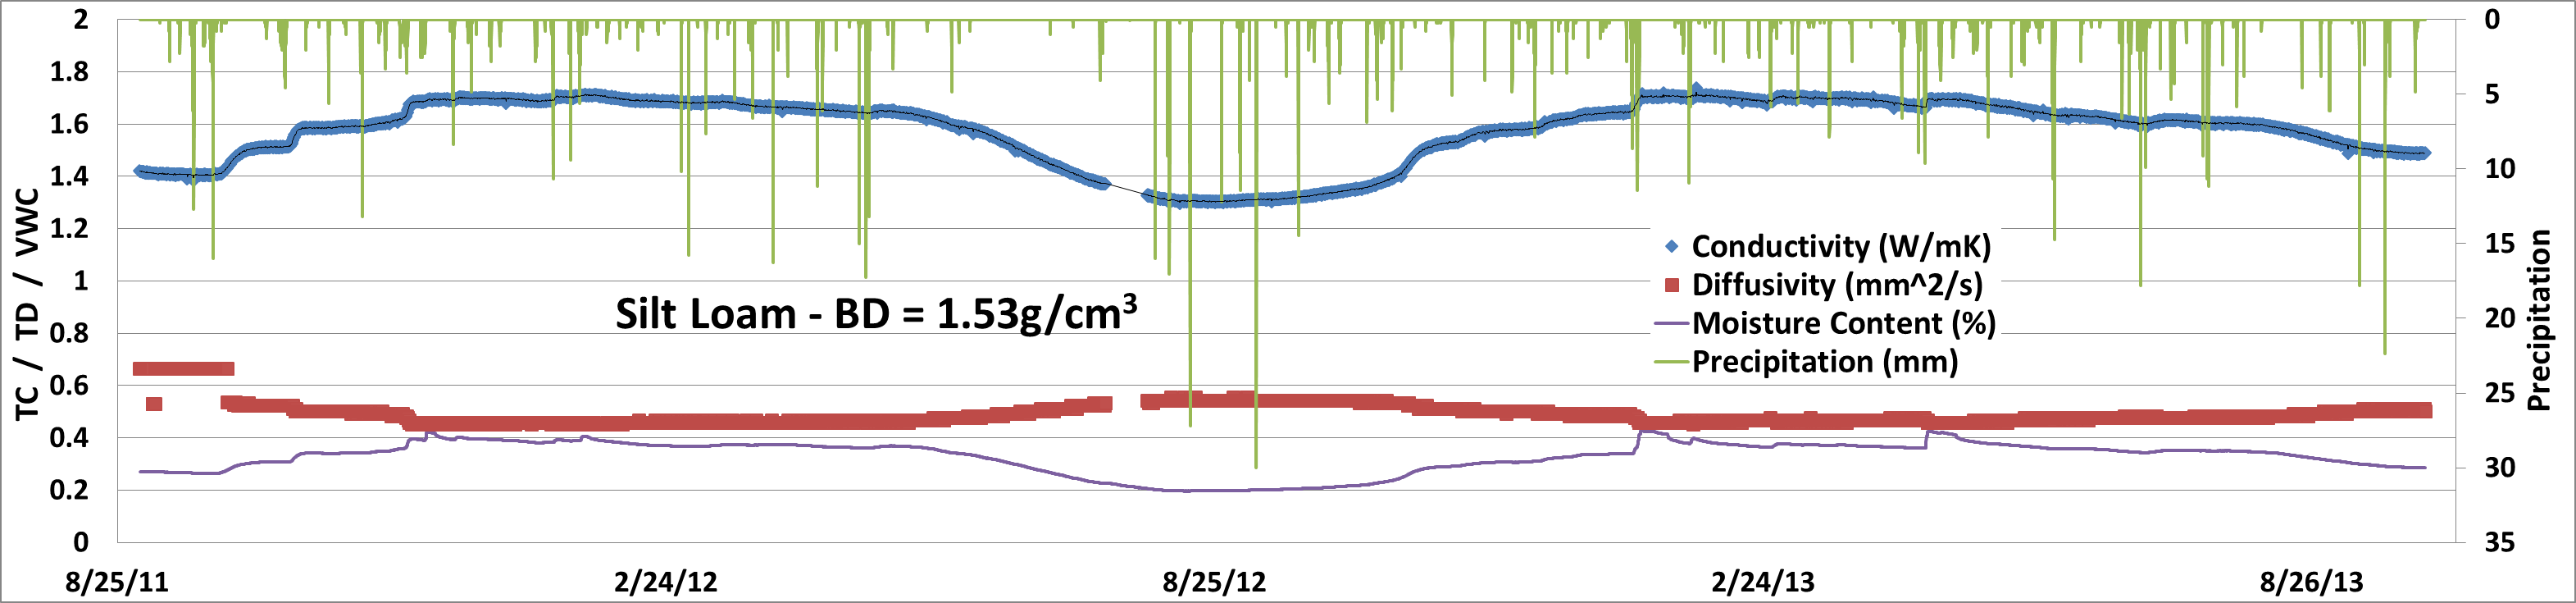 TC / TD / VWC
2
1.8
1.6
1.4
1.2
1
0.8
0.6
0.4
0.2
0
Silt Loam - BD = 1.53g/cm³
Conductivity (W/mK)
Diffusivity (mm^2/s)
Moisture Content (%)
Precipitation (mm)
0
5
10
15
20
25
30
35
Precipitation
8/25/11 2/24/12 8/25/12 2/24/13 8/26/13